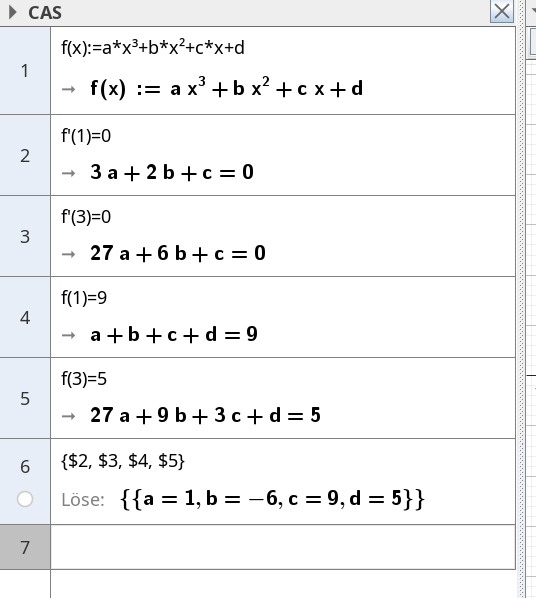 CAS
1
f(x):=a*x³+b*x²+c*x+d
→ f(x) := a x³ + b x² + c x + d
2
f'(1)=0
→ 3 a + 2 b + c = 0
3
f'(3)=0
→ 27 a + 6 b + c = 0
4
f(1)=9
→ a + b + c + d = 9
5
f(3)=5
→ 27 a + 9 b + 3 c + d = 5
6
{$2, $3, $4, $5}
Löse: {{a = 1, b = −6, c = 9, d = 5}}
7